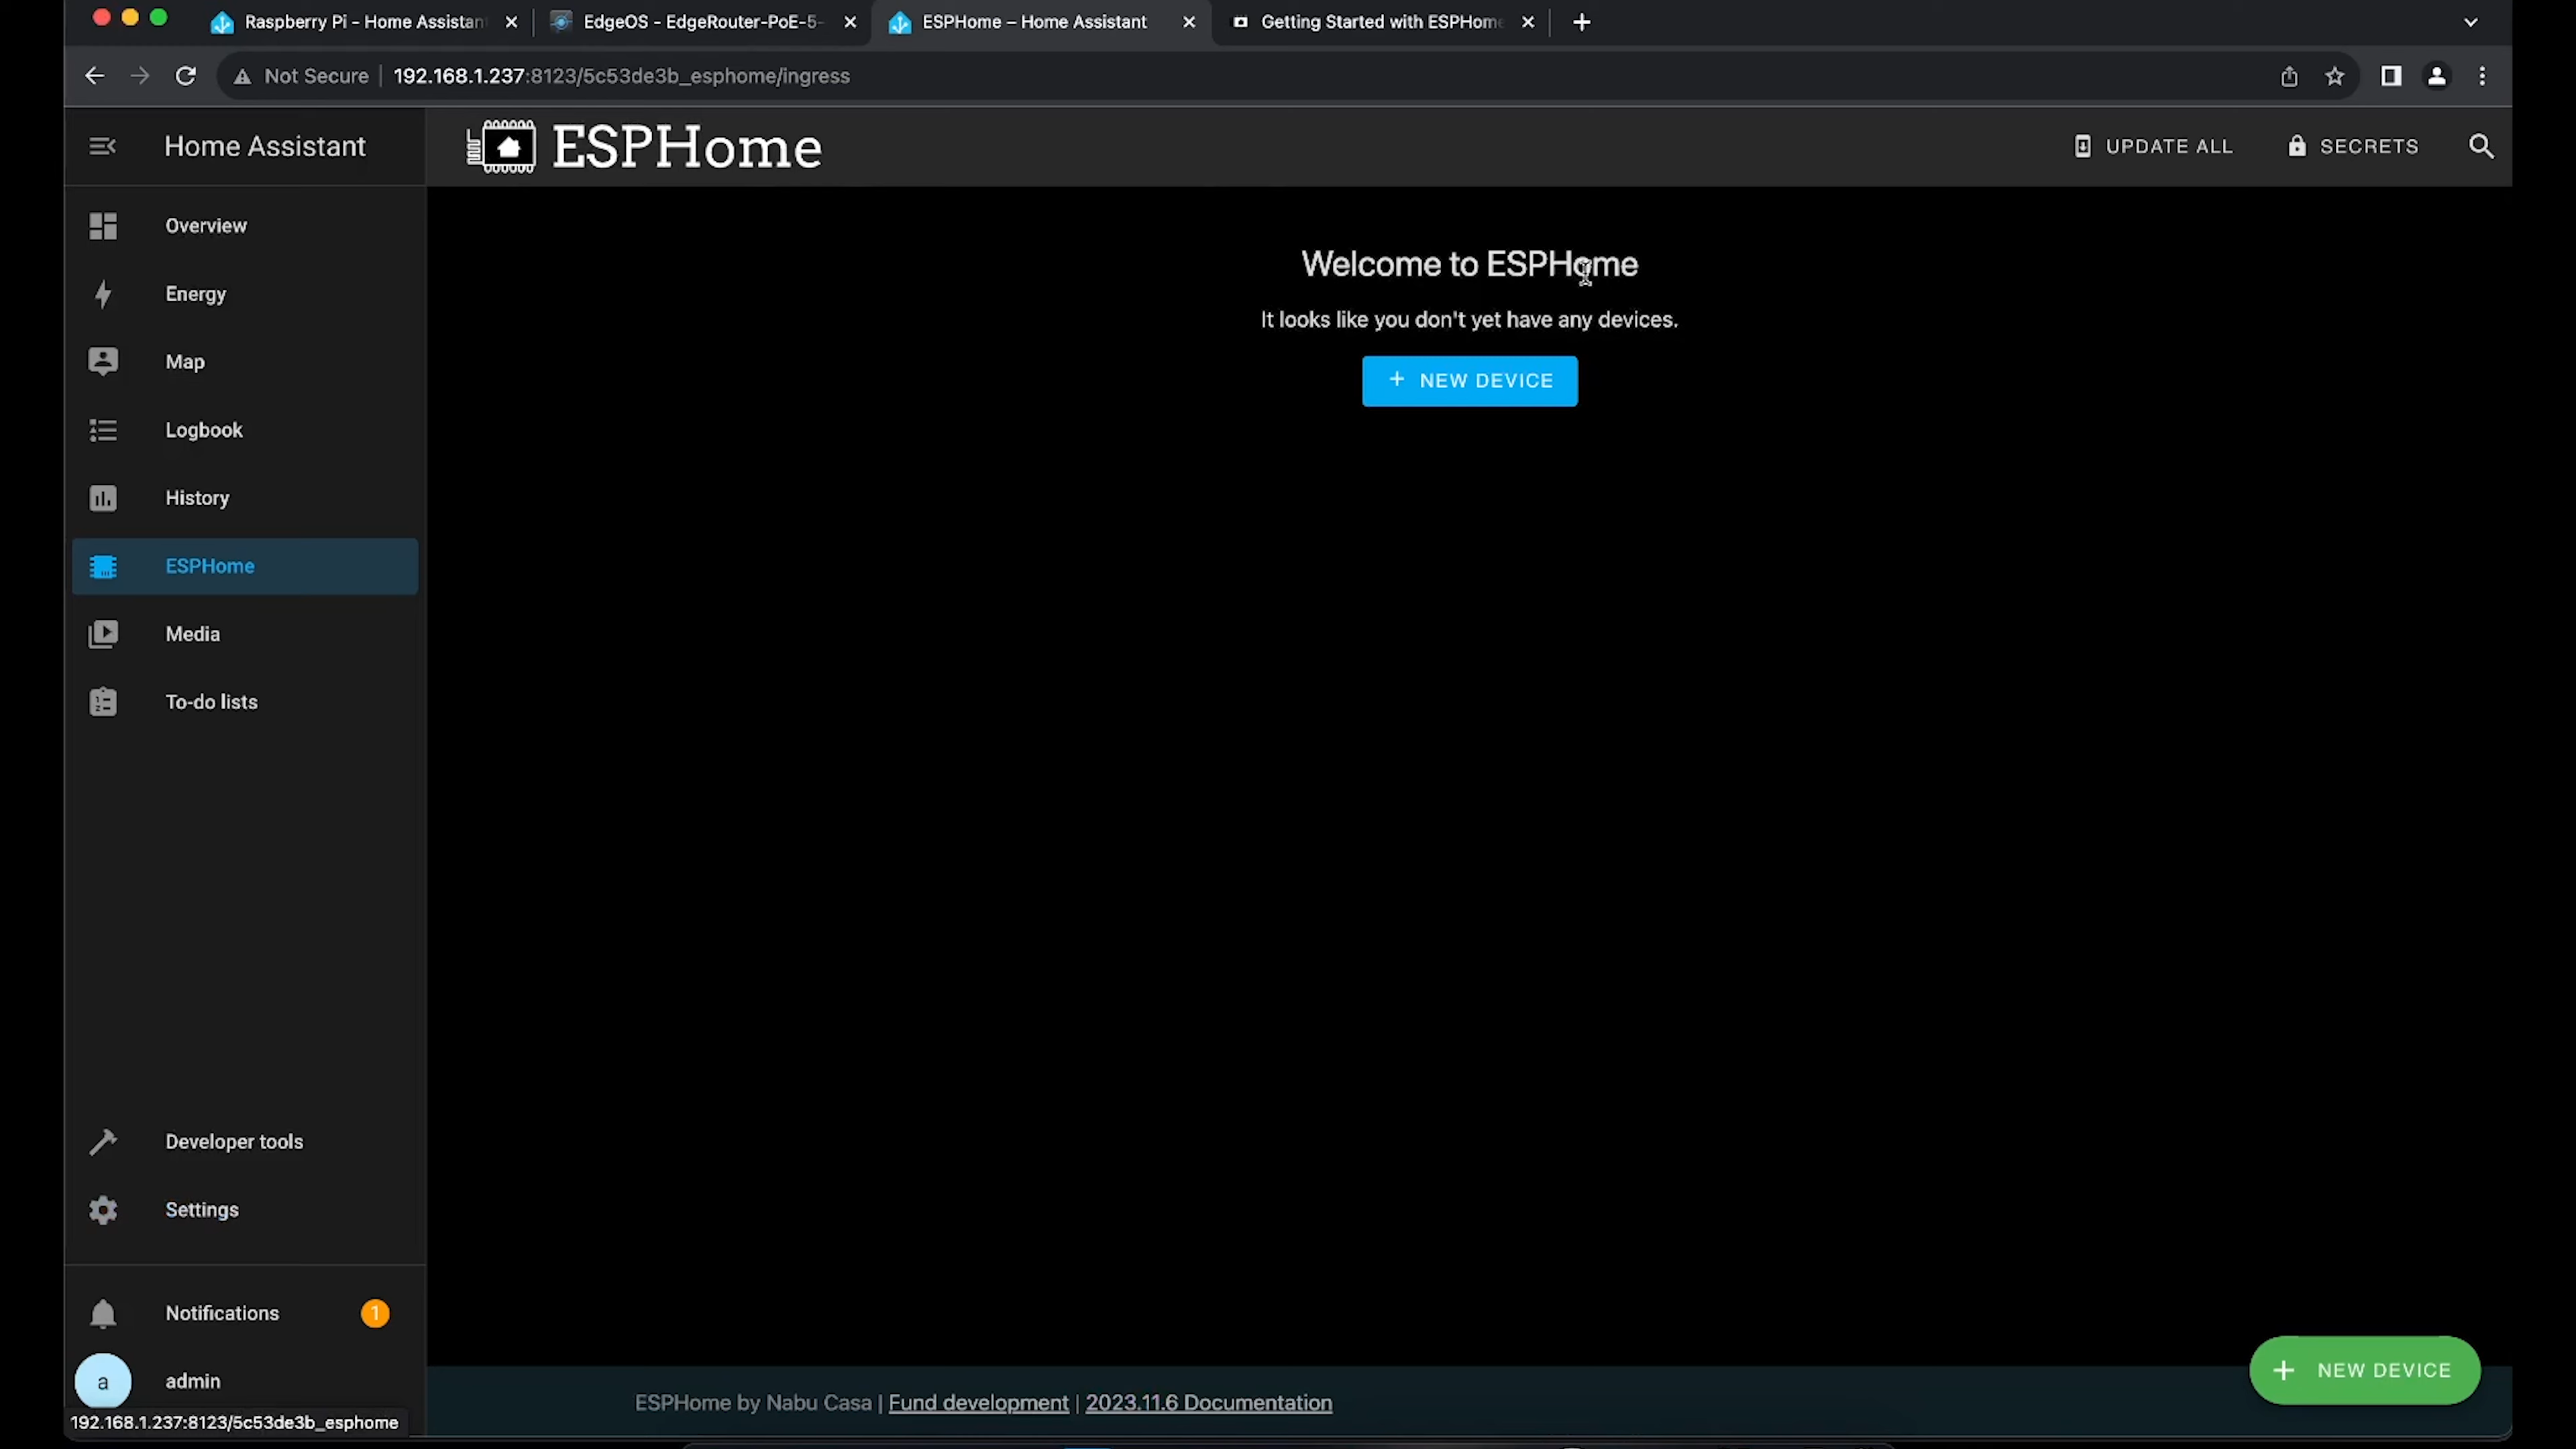 Raspberry Pi - Home Assistan
EdgeOS - EdgeRouter-PoE-5-
ESPHome – Home Assistant
Getting Started with ESPHome
Not Secure
192.168.1.237:8123/5c53de3b_esphome/ingress
Home Assistant
ESPHome
UPDATE ALL
SECRETS
Overview
Energy
Map
Logbook
History
ESPHome
Media
To-do lists
Welcome to ESPHome
It looks like you don't yet have any devices.
+ NEW DEVICE
Developer tools
Settings
Notifications
1
a
admin
192.168.1.237:8123/5c53de3b_esphome
ESPHome by Nabu Casa | Fund development | 2023.11.6 Documentation
+ NEW DEVICE